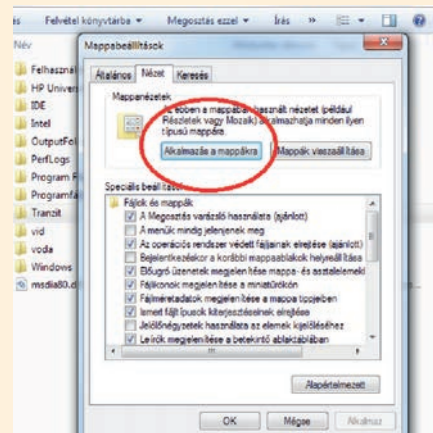 és Felvétel könyvtárba Megosztás ezzel Írás »
Név
Mappabeállítások
Felhasznál
HP Univers
IDE
Intel
OutputFol
PerfLogs
Program F
Programfá
Tranzit
vid
voda
Windows
msdia80.d
Általános Nézet Keresés
Mappanézetek
Az ebben a mappában használt nézetet (például
Részletek vagy Mozaik) alkalmazhatja minden ilyen
típusú mappára.
Alkalmazás a mappákra Mappák visszaállítása
Speciális beállítások:
Fájlok és mappák
A Megosztás varázsló használata (ajánlott)
A menük mindig jelenjenek meg
Az operációs rendszer védett fájljainak elrejtése (ajánlott)
Bejelentkezéskor a korábbi mappaablakok helyreállítása
Előugró üzenetek megjelenítése mappa- és asztalelemekl
Fájlikonok megjelenítése a miniatűrökön
Fájlméretadatok megjelenítése a mappa tippjeiben
Ismert fájltípusok kiterjesztéseinek elrejtése
Jelölőnégyzetek használata az elemek kijelöléséhez
Leírók megjelenítése a betekintő ablaktáblában
Alapértelmezett
OK Mégse Alkalmaz